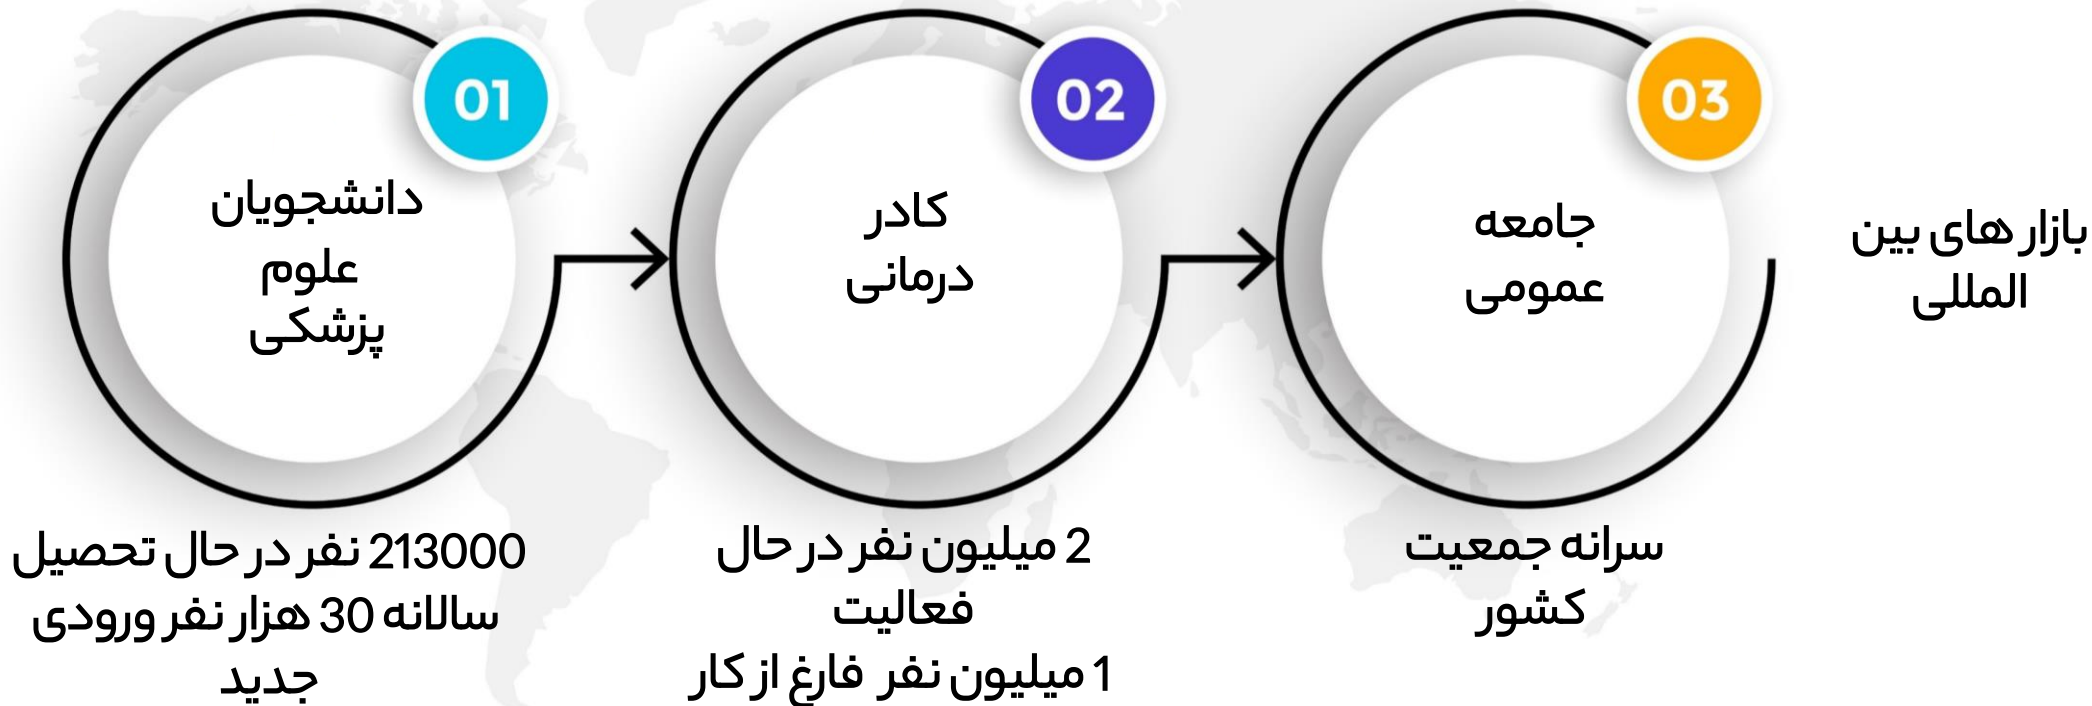 01
دانشجویان
علوم
پزشکی
213000 نفر در حال تحصیل
سالانه 30 هزار نفر ورودی
جدید
02
کادر
درمانی
2 میلیون نفر در حال
فعالیت
1 میلیون نفر فارغ از کار
03
جامعه
عمومی
سرانه جمعیت
کشور
بازار های بین
المللی